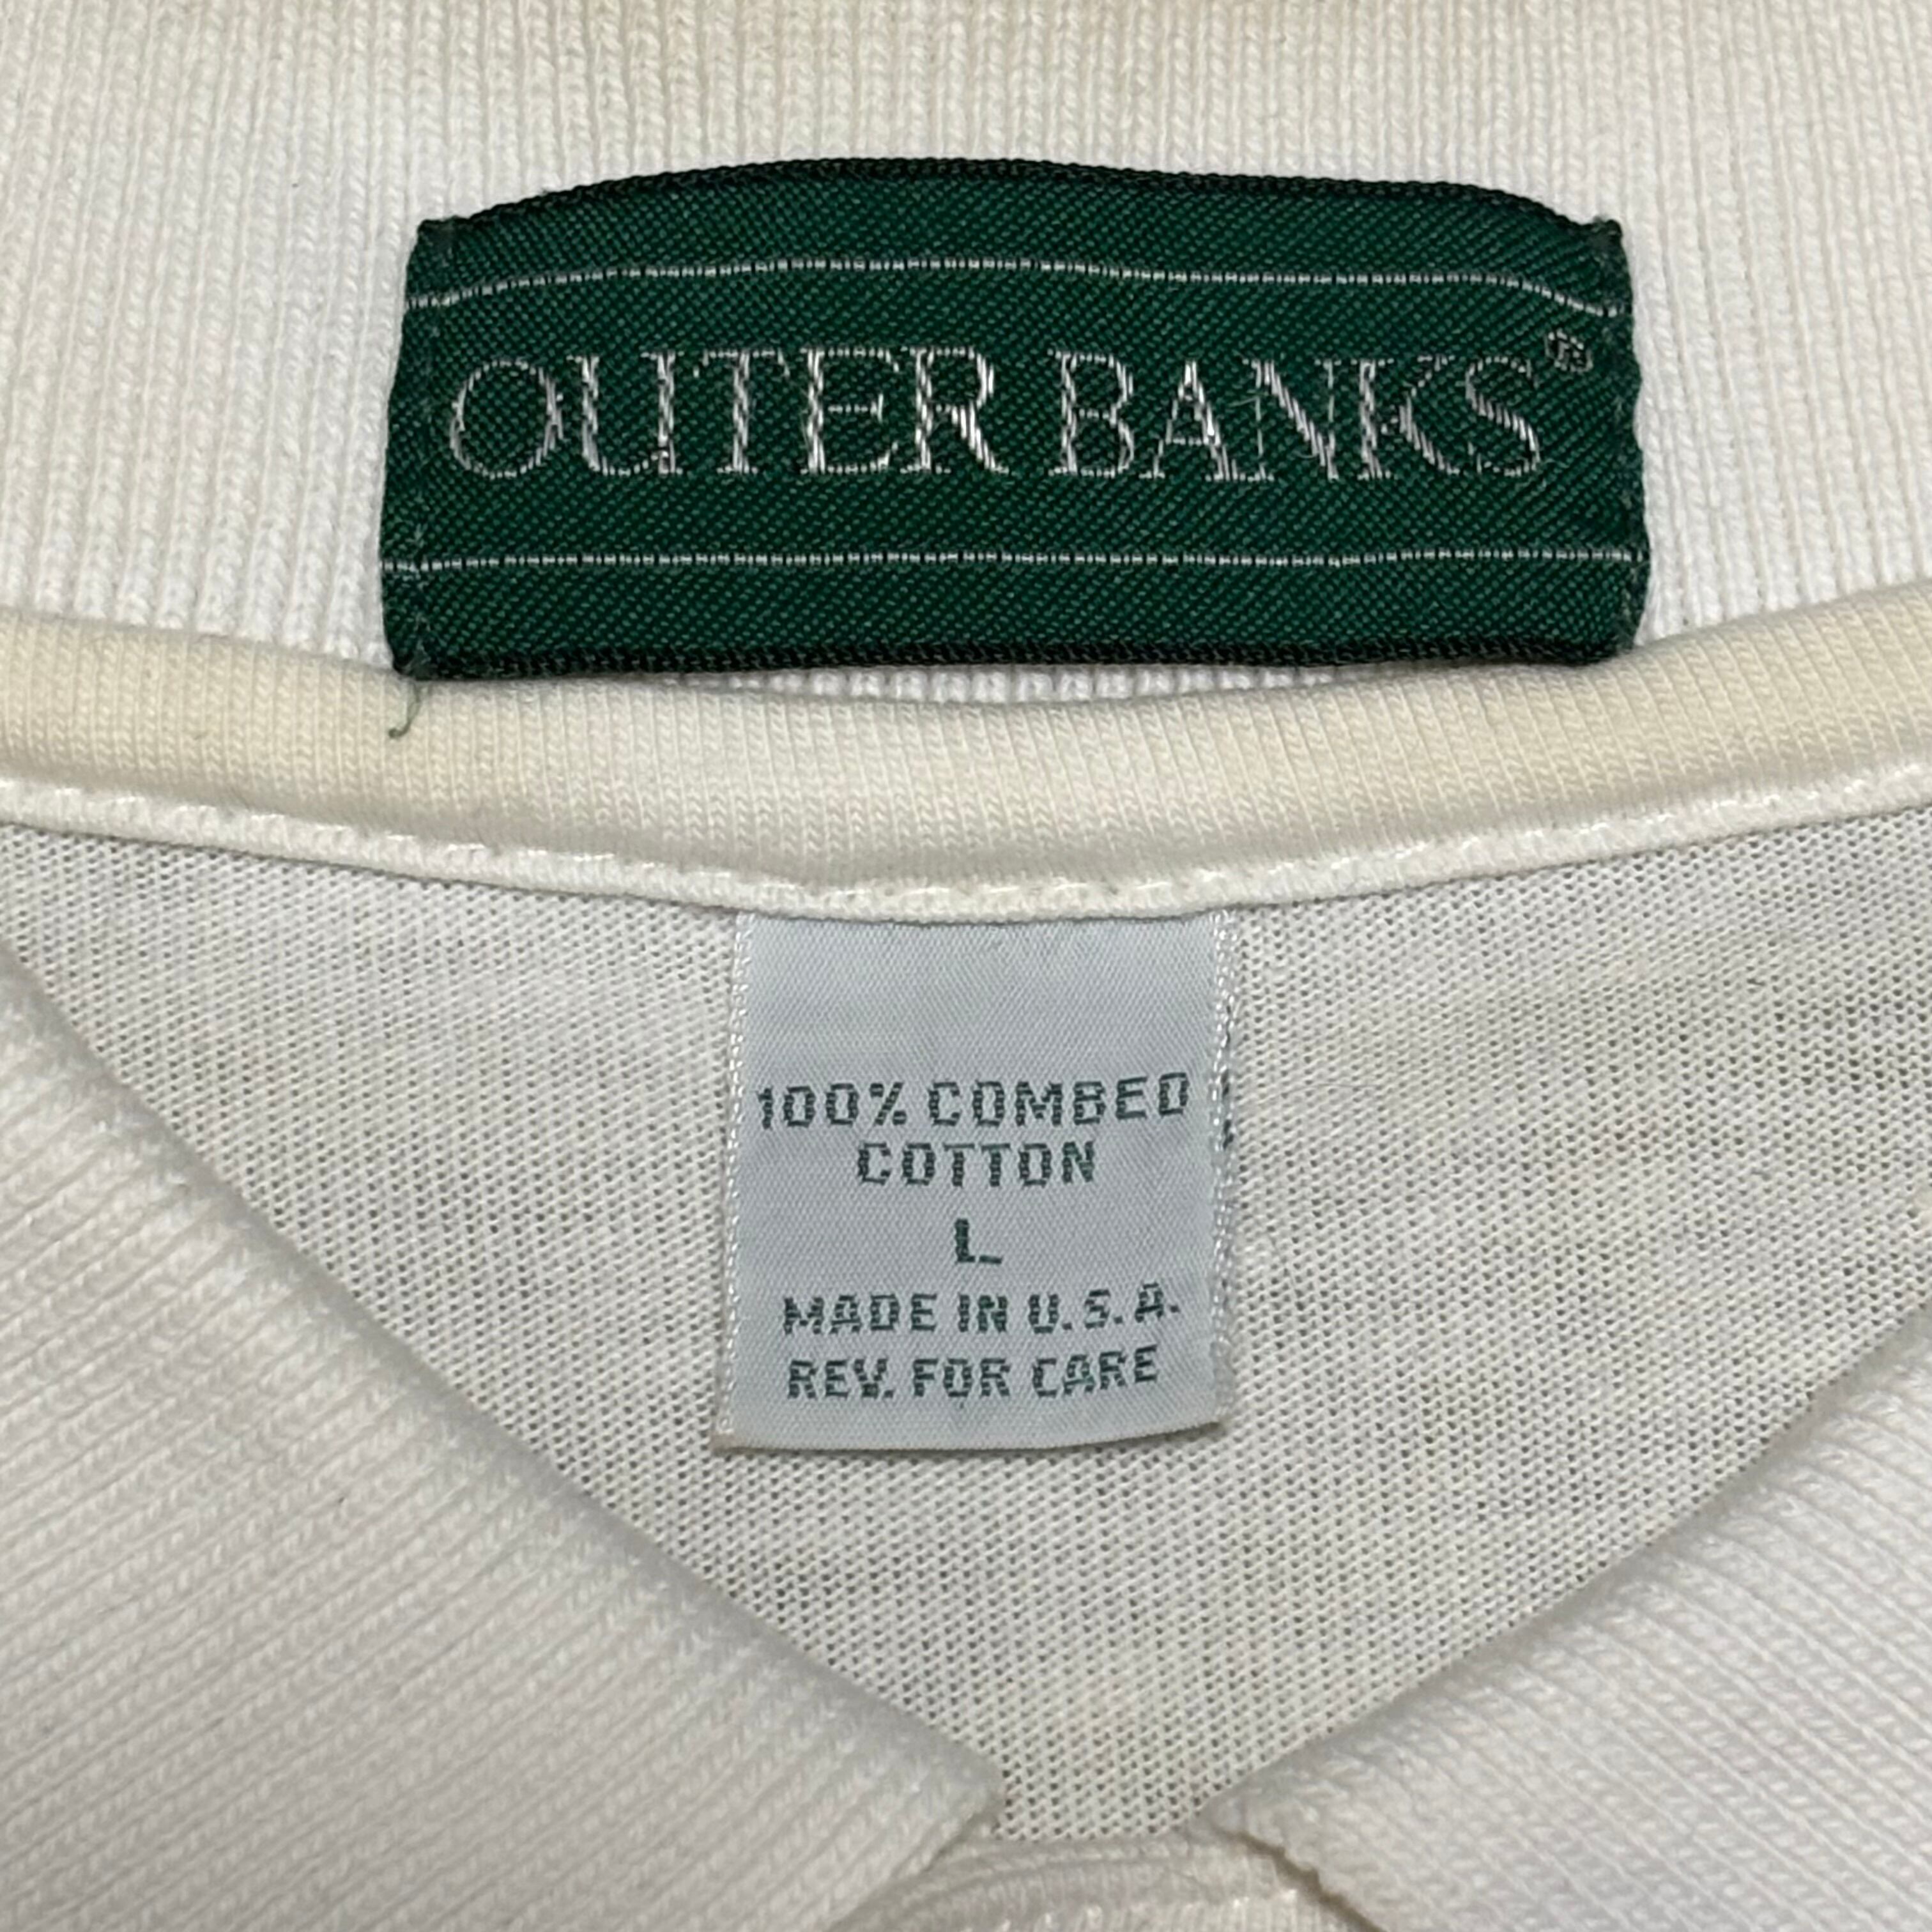 OUTER BANKS®
100% COMBED
COTTON
L
MADE IN U.S.A.
REV. FOR CARE